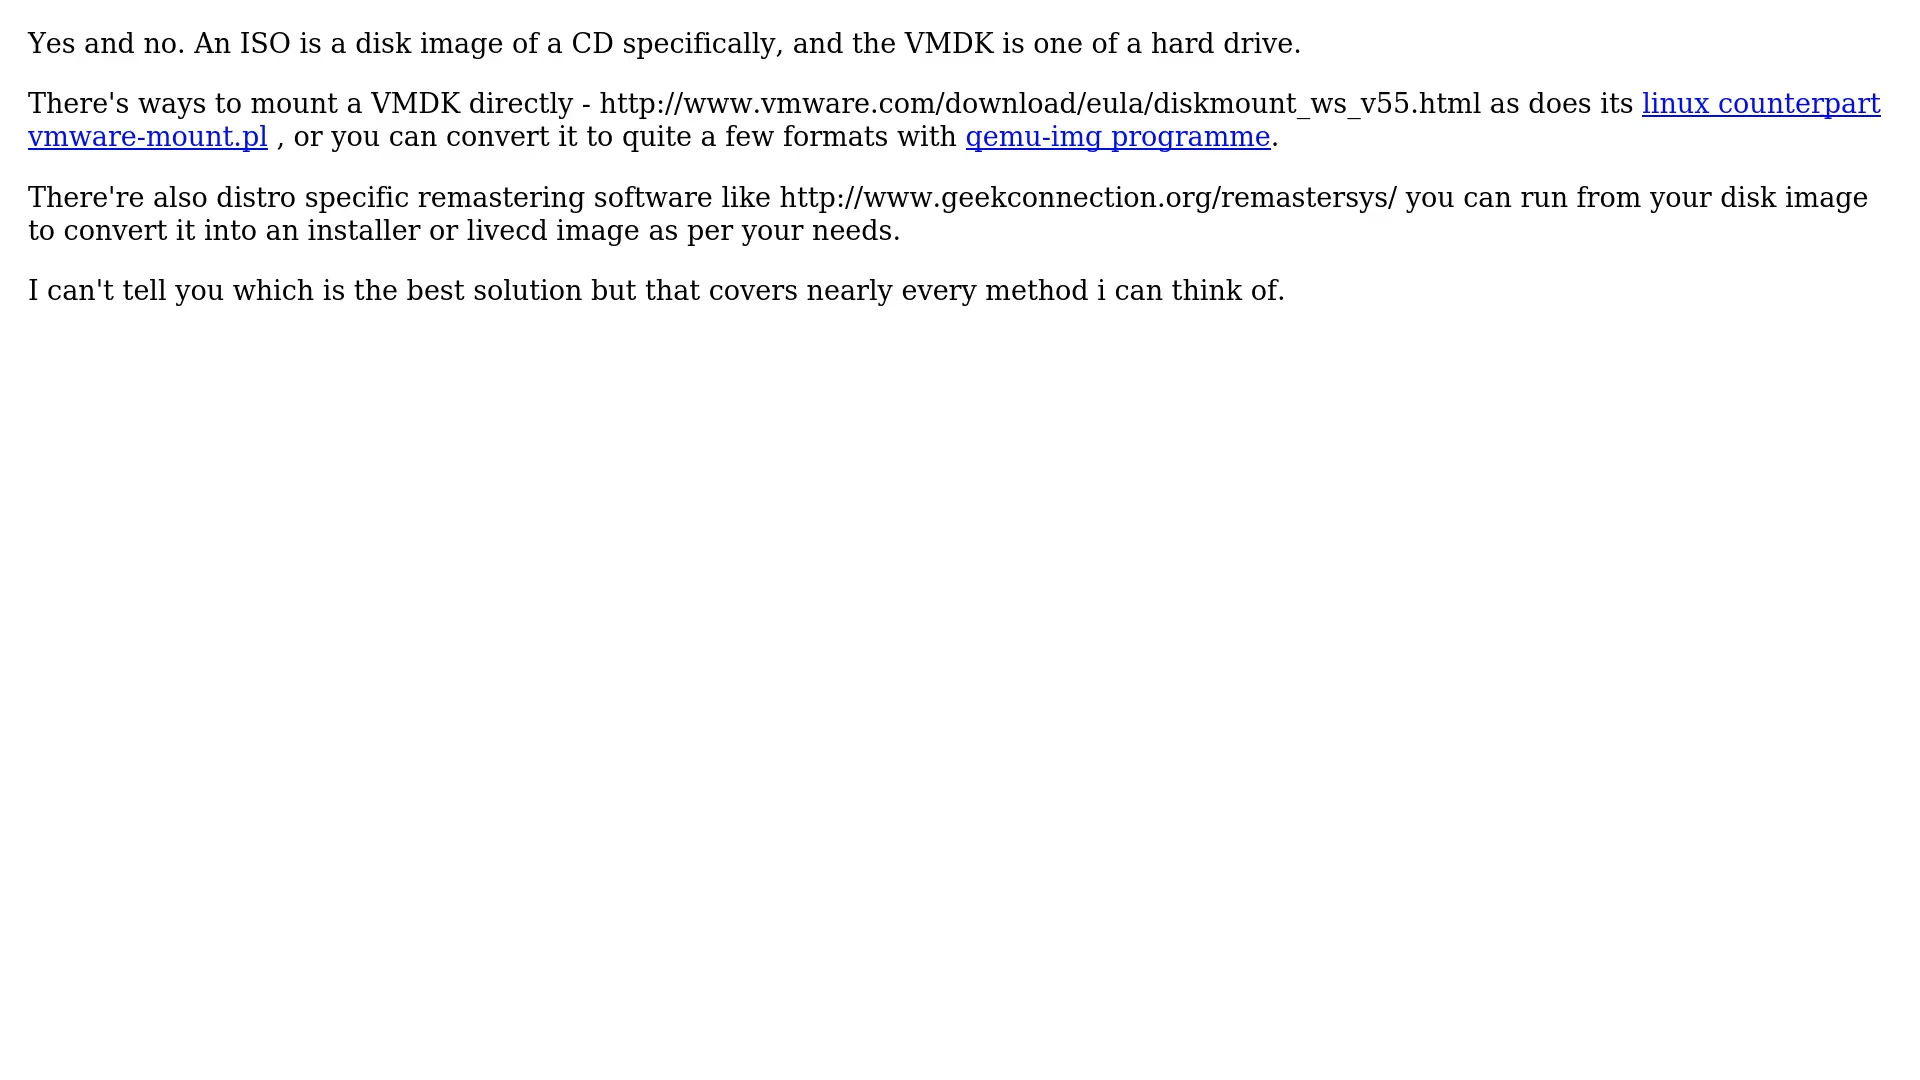 Yes and no. An ISO is a disk image of a CD specifically, and the VMDK is one of a hard drive.
There's ways to mount a VMDK directly - http://www.vmware.com/download/eula/diskmount_ws_v55.html as does its linux counterpart
vmware-mount.pl , or you can convert it to quite a few formats with qemu-img programme.
There're also distro specific remastering software like http://www.geekconnection.org/remastersys/ you can run from your disk image
to convert it into an installer or livecd image as per your needs.
I can't tell you which is the best solution but that covers nearly every method i can think of.